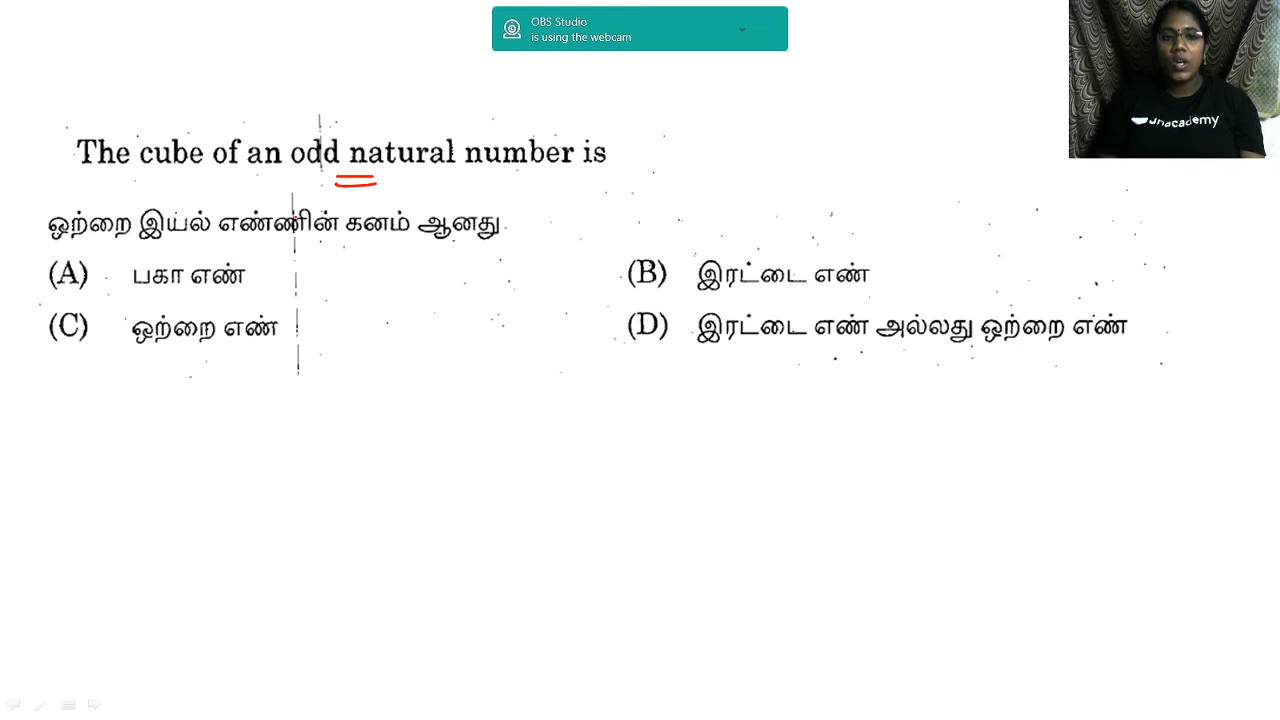 OBS Studio
is using the webcam
unacademy
The cube of an odd natural number is
ஒற்றை இயல் எண்ணின் கனம் ஆனது
(A) பகா எண்
(B) இரட்டை எண்
(C) ஒற்றை எண்
(D) இரட்டை எண் அல்லது ஒற்றை எண்